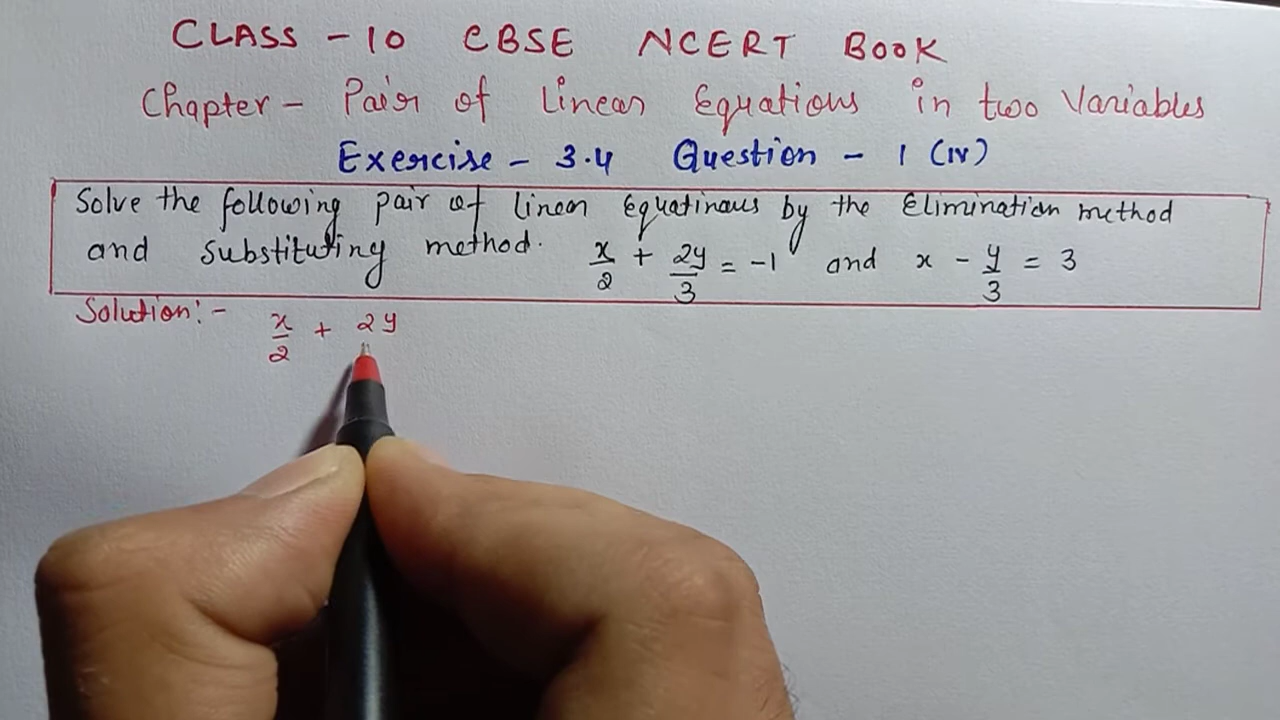 CLASS - 10 CBSE NCERT BOOK
Chapter - Pair of Linear Equations in two Variables
Exercise - 3.4 Question - 1 (iv)
Solve the following pair of linear Equatinous by the Elimination method
and substituting method. x/2 + 2y/3 = -1 and x - y/3 = 3
Solution:- x/2 + 2y